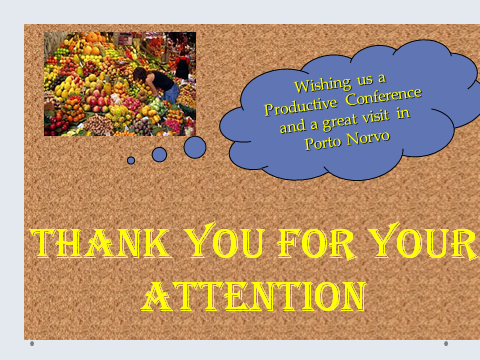 Wishing us a
Productive Conference
and a great visit in
Porto Norvo
THANK YOU FOR YOUR
ATTENTION